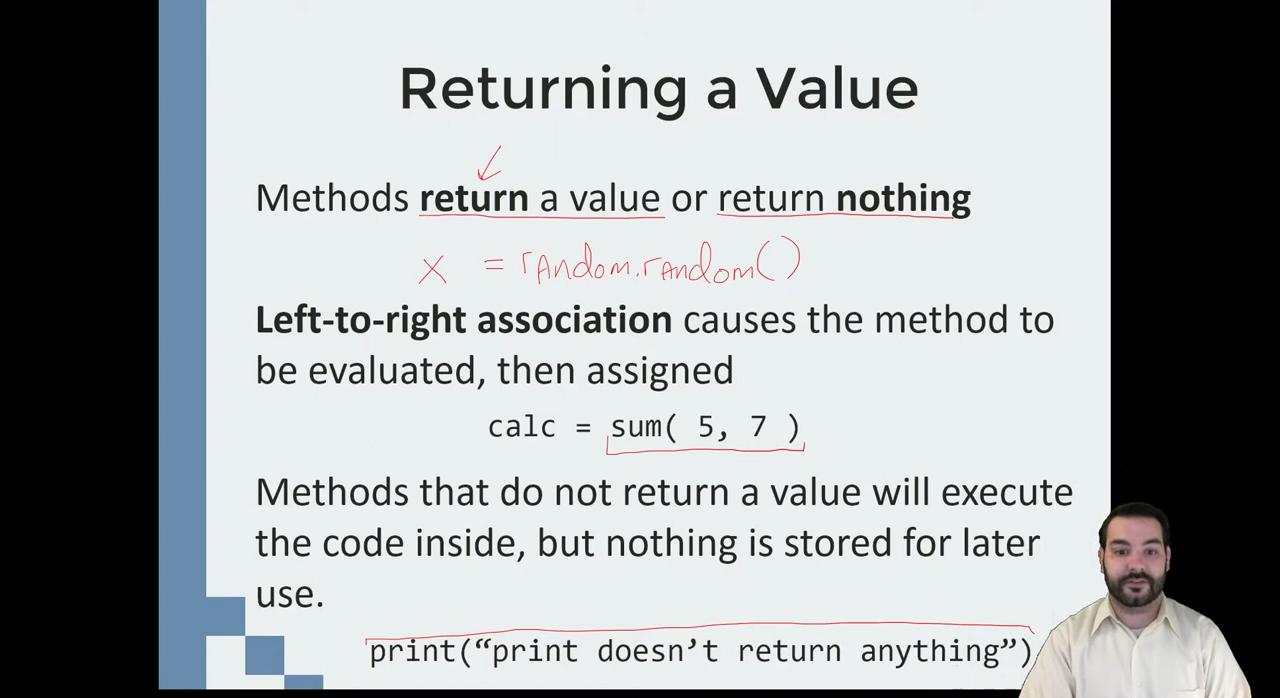 Returning a Value
Methods return a value or return nothing
x = random.random()
Left-to-right association causes the method to
be evaluated, then assigned
calc = sum( 5, 7 )
Methods that do not return a value will execute
the code inside, but nothing is stored for later
use.
print(“print doesn’t return anything”)